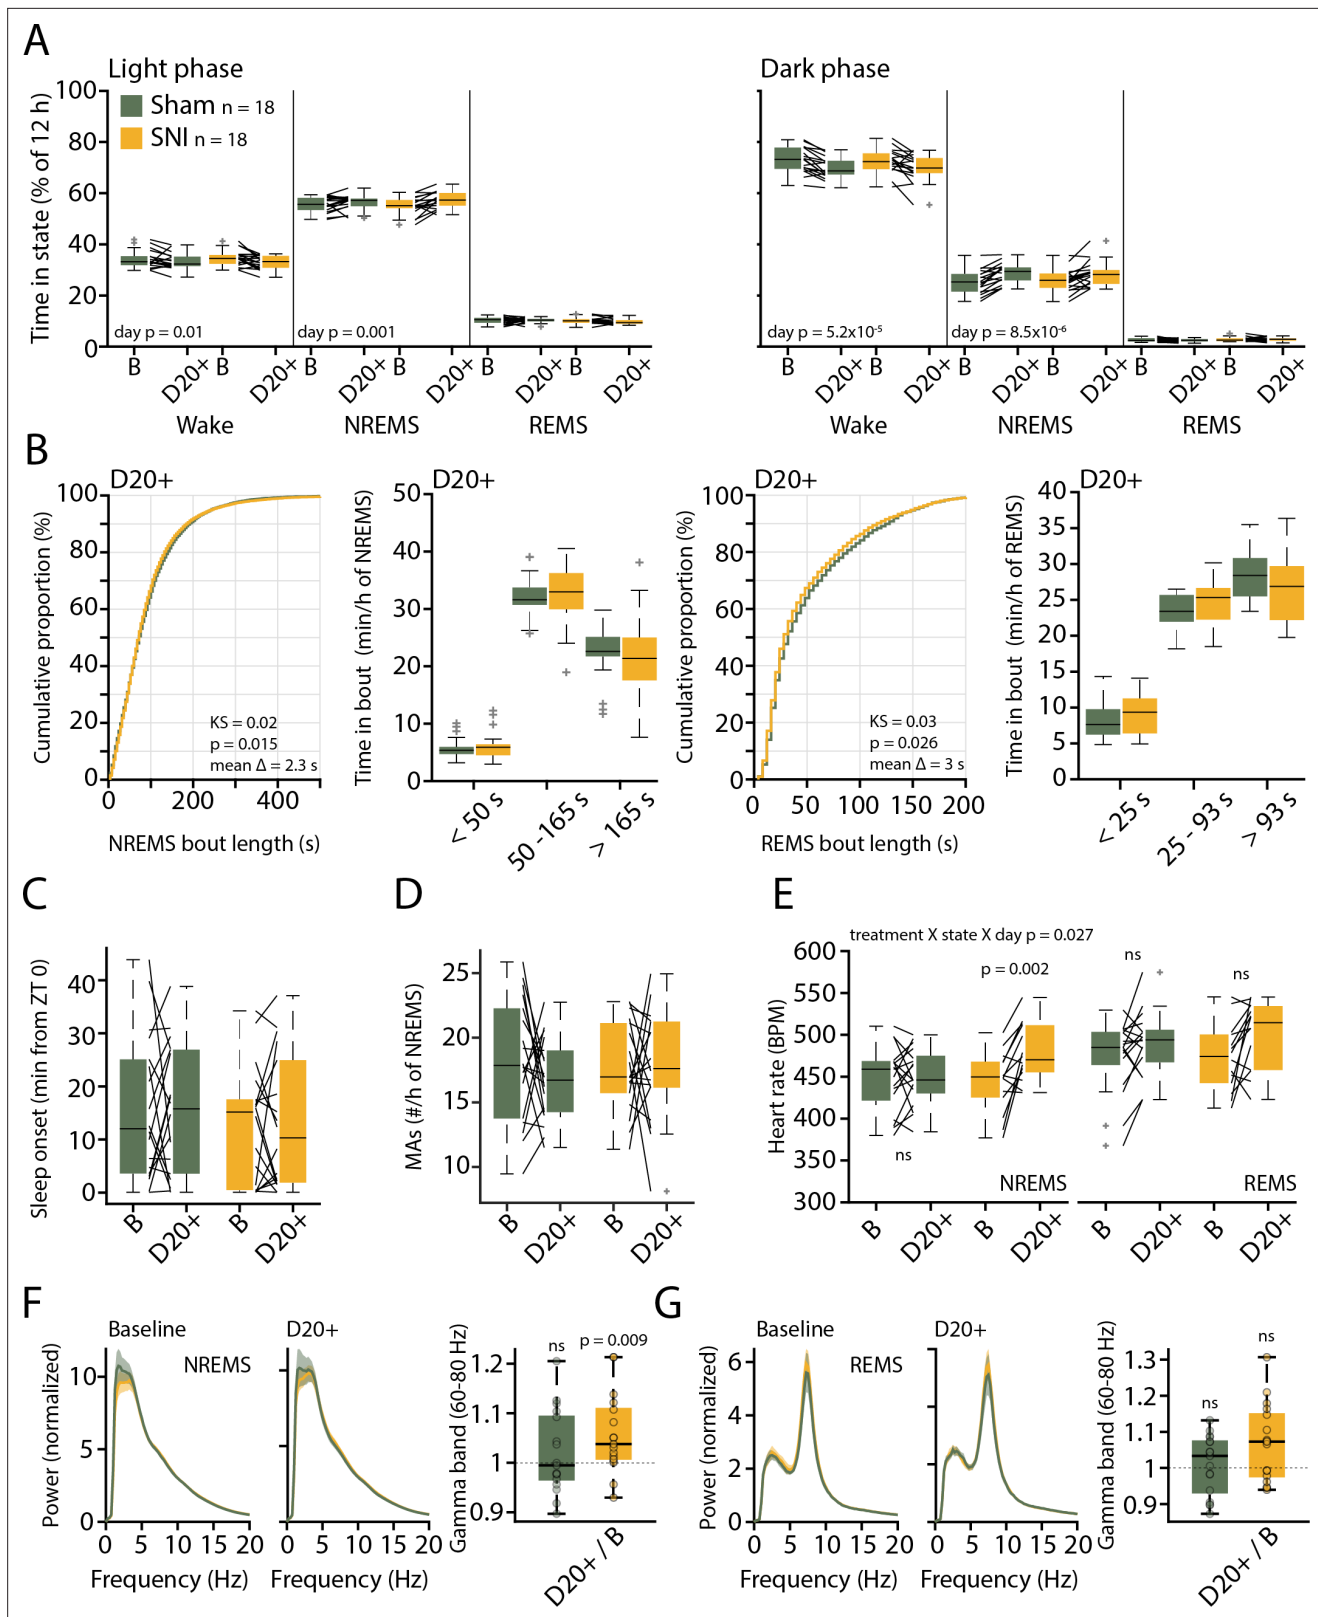 A
Light phase
Dark phase
Time in state (% of 12 h)
100
80
60
40
20
0
Sham n = 18
SNI n = 18
day p = 0.01
day p = 0.001
day p = 5.2x10-5
day p = 8.5x10-6
B D20+ B D20+ B D20+ B D20+ B D20+ B D20+
Wake NREMS REMS
B D20+ B D20+ B D20+ B D20+ B D20+ B D20+
Wake NREMS REMS
B
D20+
Cumulative proportion (%)
100
80
60
40
20
0
KS = 0.02
p = 0.015
mean Δ = 2.3 s
0 200 400
NREMS bout length (s)
D20+
Time in bout (min/h of NREMS)
50
40
30
20
10
0
< 50 s
50 -165 s
> 165 s
D20+
Cumulative proportion (%)
100
80
60
40
20
0
KS = 0.03
p = 0.026
mean Δ = 3 s
0 50 100 150 200
REMS bout length (s)
D20+
Time in bout (min/h of REMS)
40
35
30
25
20
15
10
5
0
< 25 s
25 - 93 s
> 93 s
C
Sleep onset (min from ZT 0)
40
30
20
10
0
B D20+ B D20+
D
MAs (#/h of NREMS)
25
20
15
10
B D20+ B D20+
E
treatment X state X day p = 0.027
Heart rate (BPM)
600
550
500
450
400
350
300
p = 0.002
ns
ns
ns
NREMS
REMS
B D20+ B D20+ B D20+ B D20+
F
Baseline
NREMS
Power (normalized)
10
5
0
0 5 10 15 20
Frequency (Hz)
D20+
0 5 10 15 20
Frequency (Hz)
Gamma band (60-80 Hz)
ns
p = 0.009
1.2
1.1
1
0.9
D20+ / B
G
Baseline
REMS
Power (normalized)
6
4
2
0
0 5 10 15 20
Frequency (Hz)
D20+
0 5 10 15 20
Frequency (Hz)
Gamma band (60-80 Hz)
ns
ns
1.3
1.2
1.1
1
0.9
D20+ / B